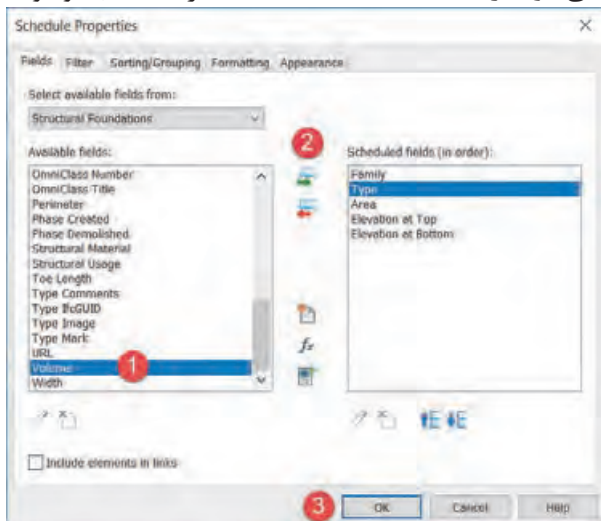 Schedule Properties
Fields Filter Sorting/Grouping Formatting Appearance
Select available fields from:
Structural Foundations
2
Available fields:
Scheduled fields (in order):
OmniClass Number
OmniClass Title
Perimeter
Phase Created
Phase Demolished
Structural Material
Structural Usage
Toe Length
Type Comments
Type IfcGUID
Type Image
Type Mark
URL
Volume
Width
1
Family
Type
Area
Elevation at Top
Elevation at Bottom
fx
Include elements in links
3
OK Cancel Help